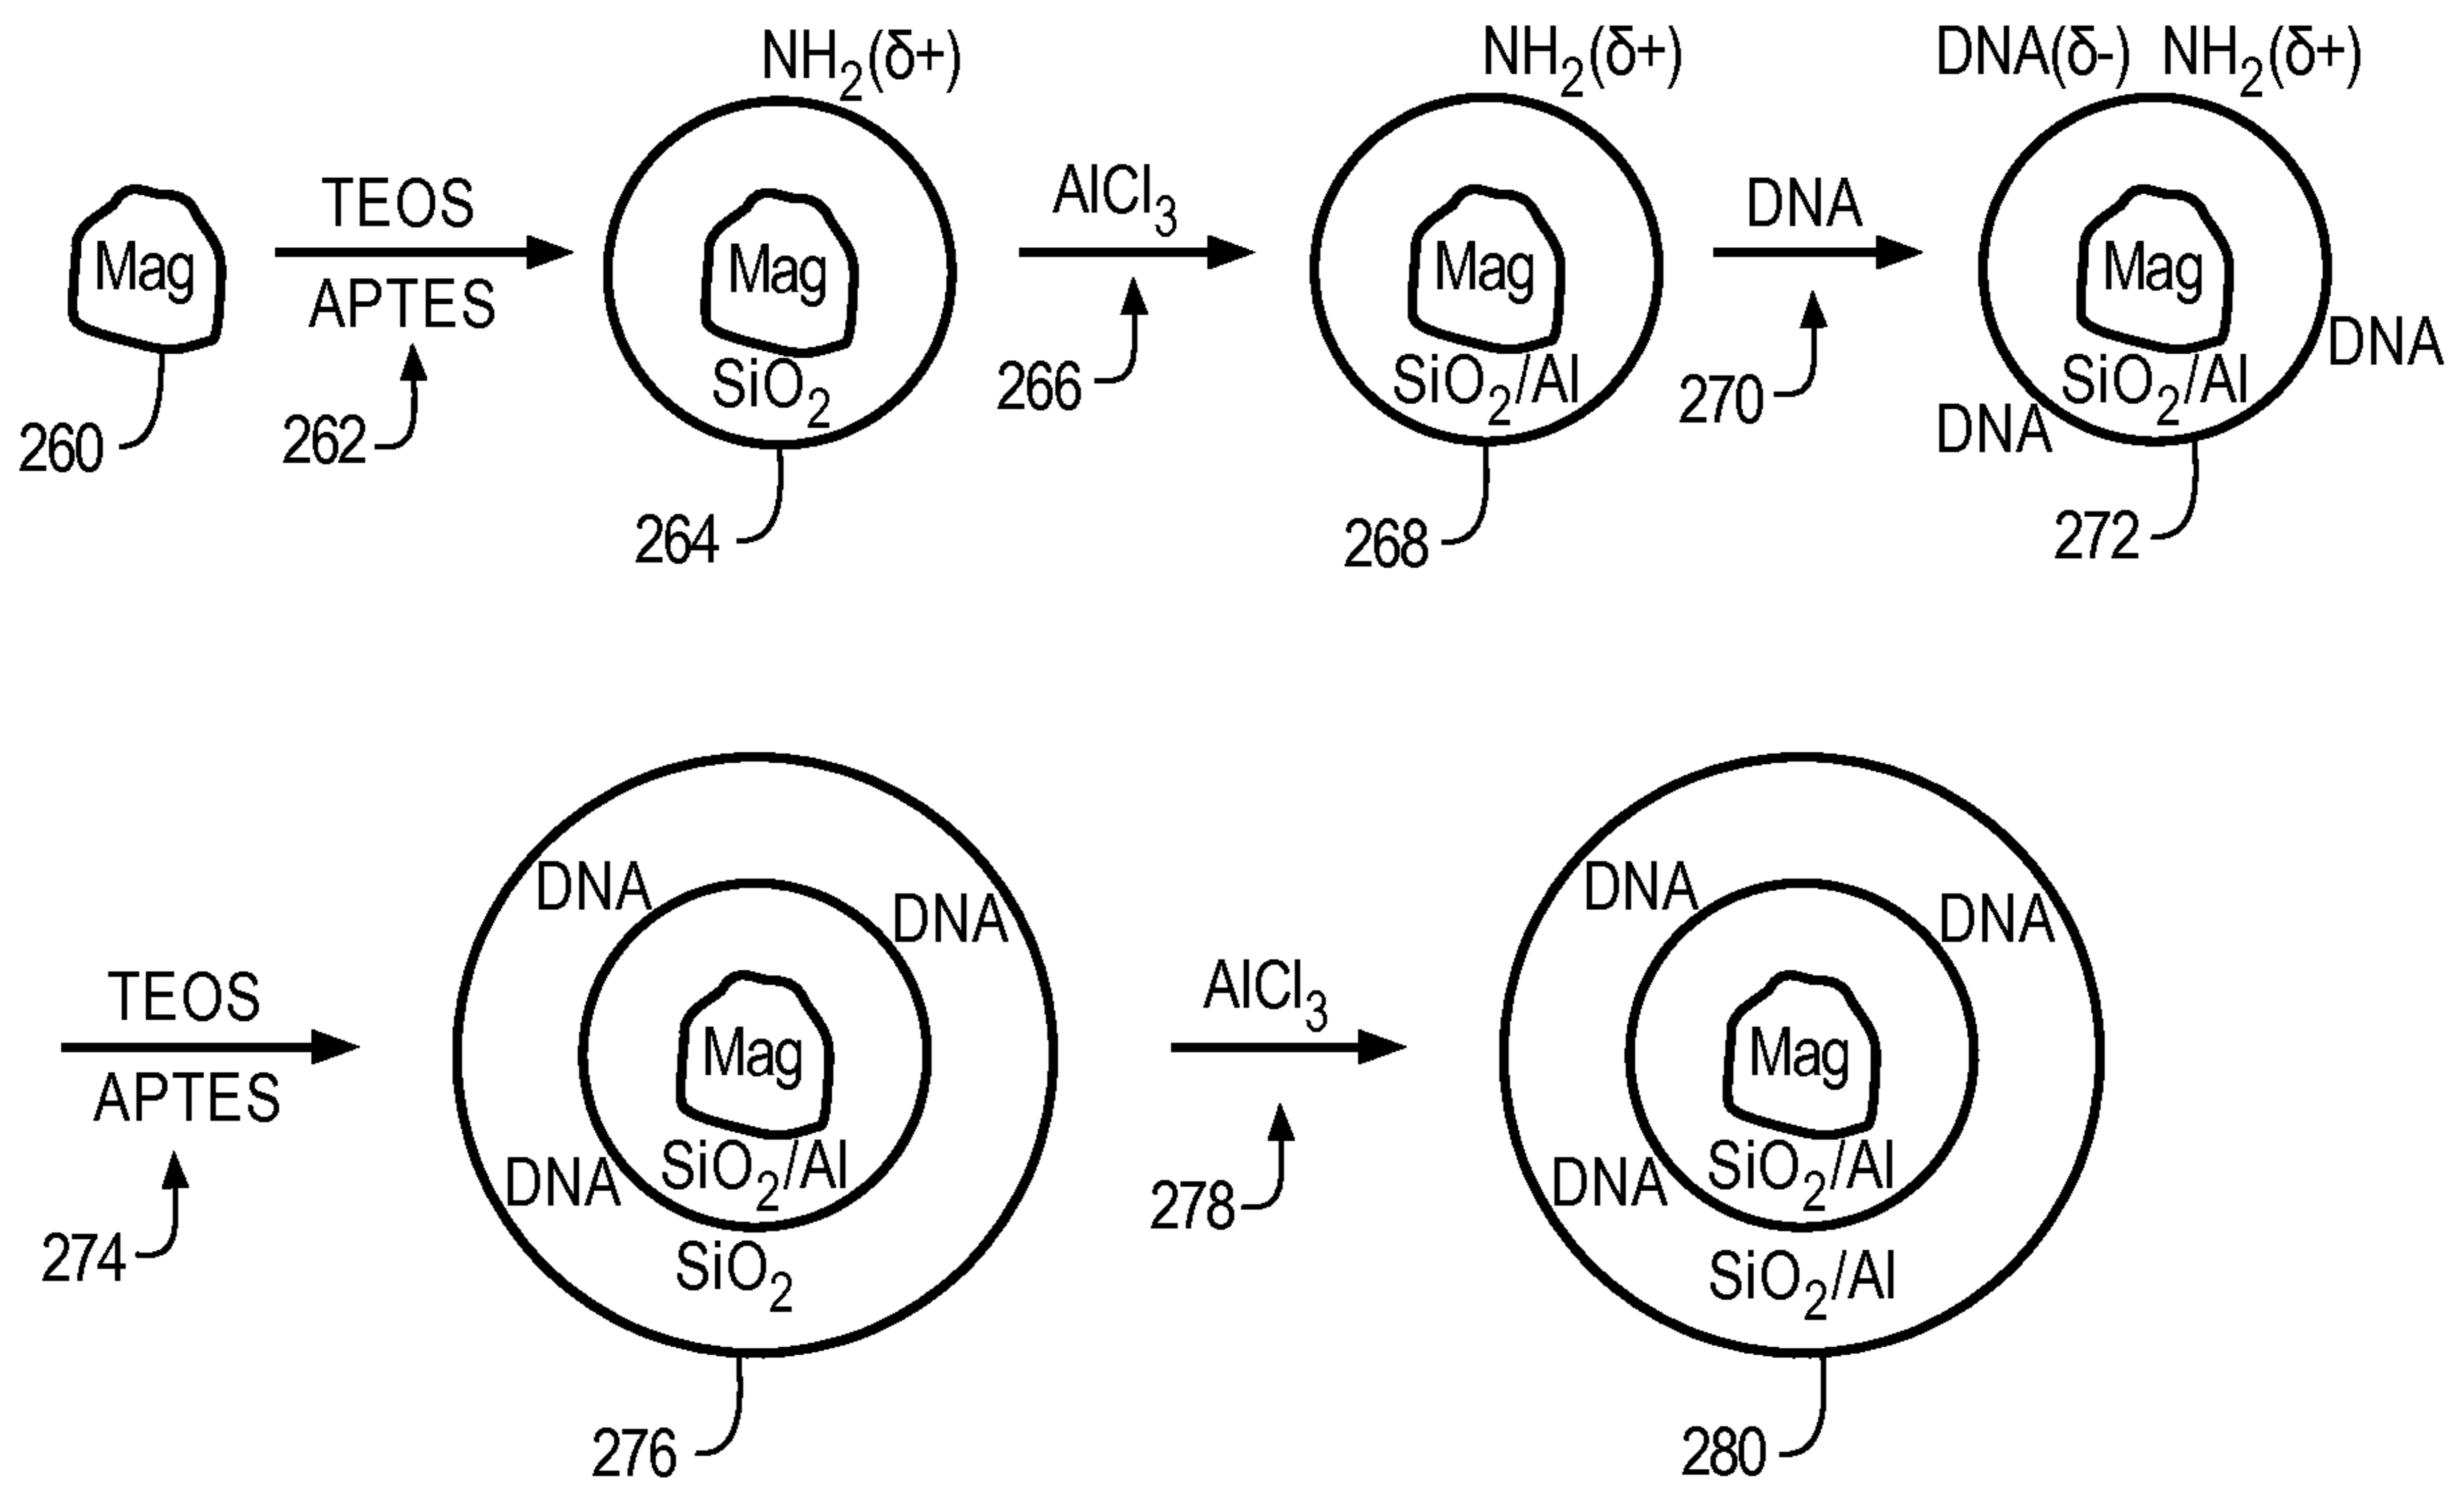 NH₂(δ+)
NH₂(δ+)
DNA(δ-) NH₂(δ+)
TEOS
APTES
AlCl₃
DNA
Mag
Mag
SiO₂
Mag
SiO₂/Al
Mag
SiO₂/Al
DNA
DNA
260
262
264
266
268
270
272
TEOS
APTES
274
DNA
DNA
Mag
SiO₂/Al
DNA
SiO₂
276
AlCl₃
278
DNA
DNA
Mag
SiO₂/Al
DNA
SiO₂/Al
280